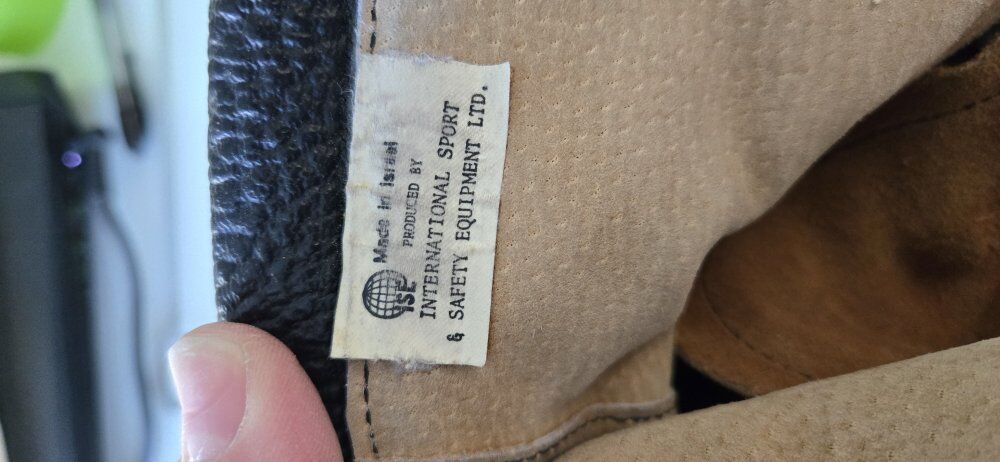 Made in Israel
PRODUCED BY
ISE
INTERNATIONAL SPORT
& SAFETY EQUIPMENT LTD.